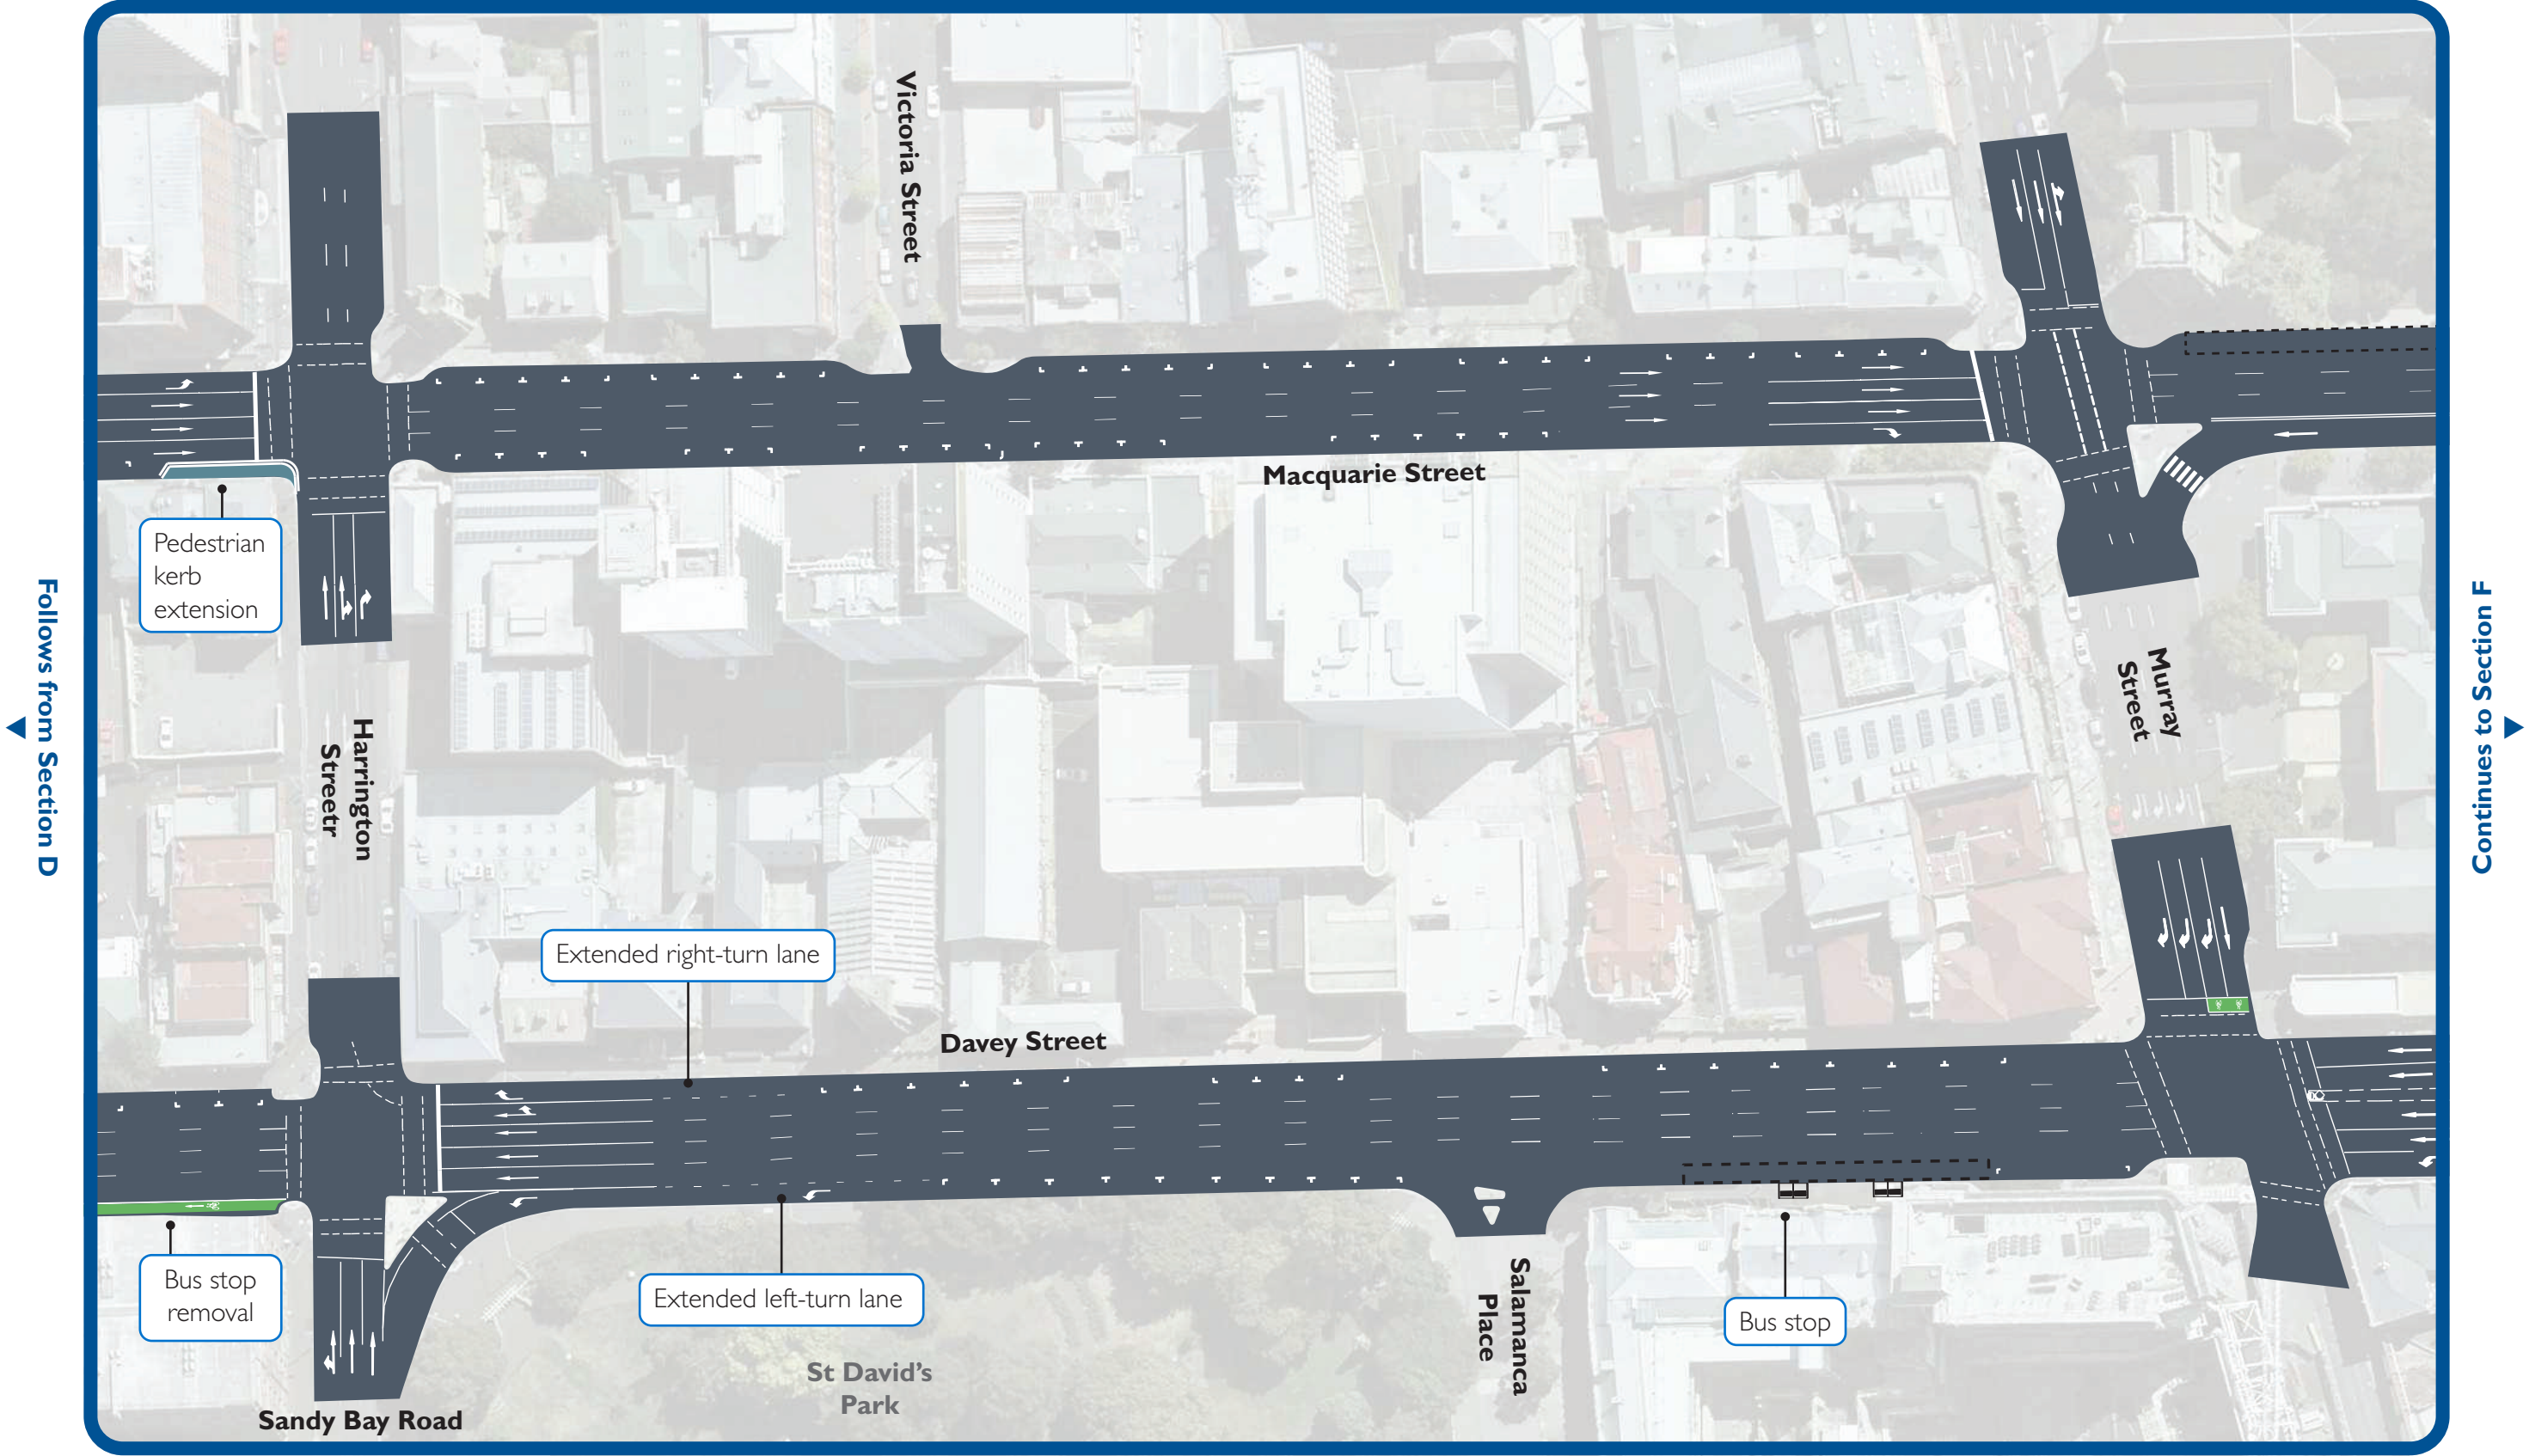 Victoria Street
Macquarie Street
Pedestrian
kerb
extension
Follows from Section D
Continues to Section F
Murray
Street
Harrington
Streetr
Extended right-turn lane
Davey Street
Bus stop
removal
Extended left-turn lane
Salamanca
Place
Bus stop
St David’s
Park
Sandy Bay Road